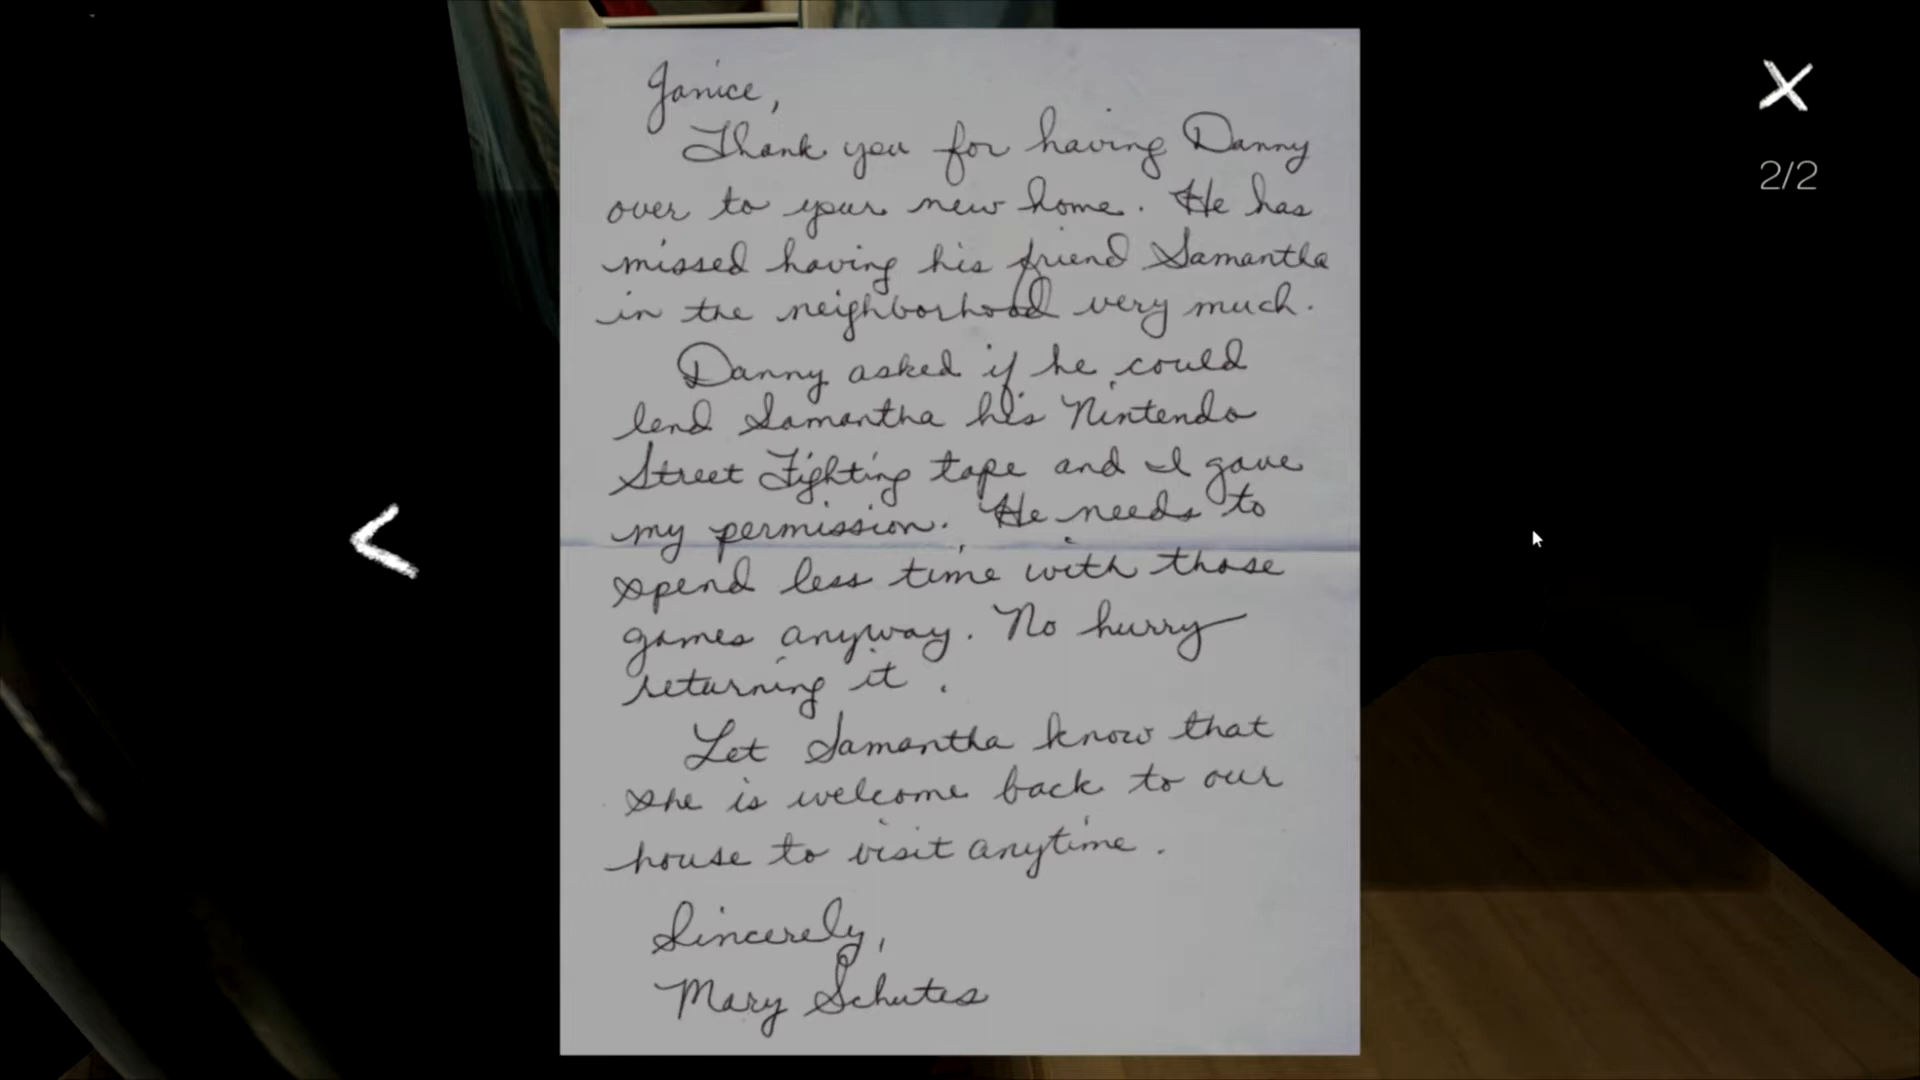 Janice,
Thank you for having Danny
over to your new home. He has
missed having his friend Samantha
in the neighborhood very much.
Danny asked if he could
lend Samantha his Nintendo
Street Fighting tape and I gave
my permission. He needs to
spend less time with those
games anyway. No hurry
returning it.
Let Samantha know that
she is welcome back to our
house to visit anytime.
Sincerely,
Mary Schutes
2/2